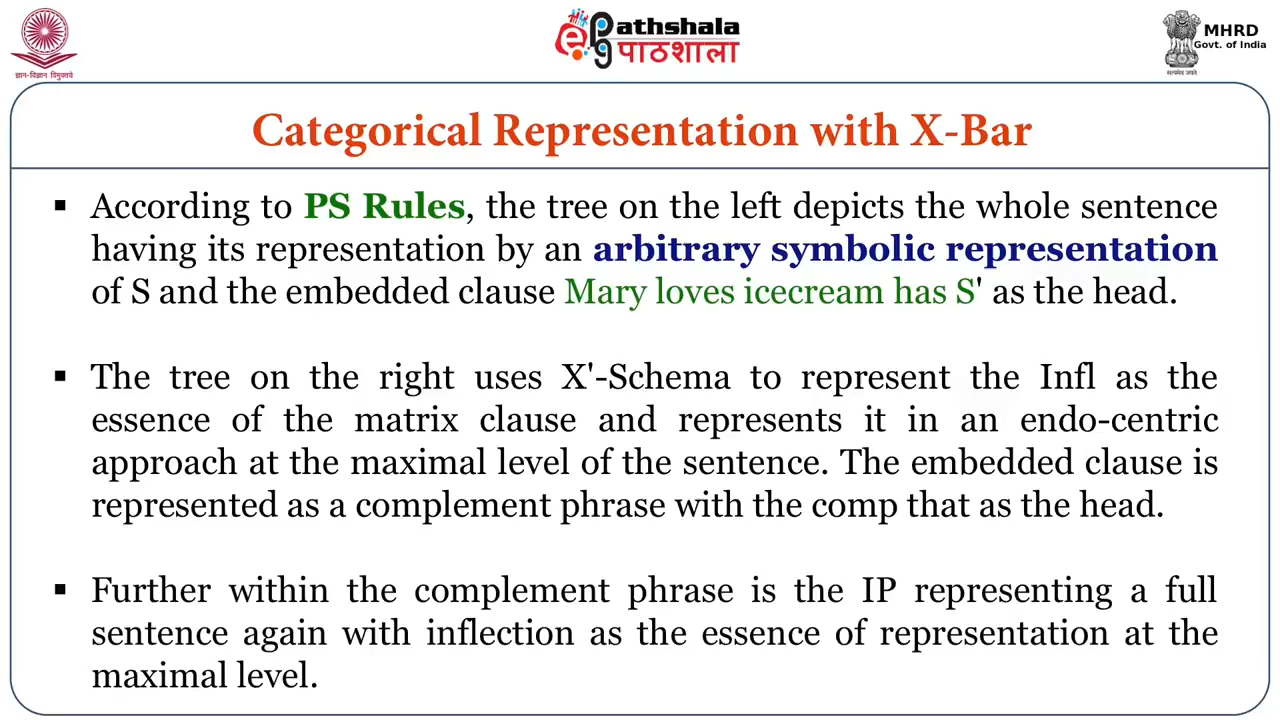 ज्ञान-विज्ञान विमुक्तये
ePathshala
पाठशाला
MHRD
Govt. of India
सत्यमेव जयते
Categorical Representation with X-Bar
▪ According to PS Rules, the tree on the left depicts the whole sentence
having its representation by an arbitrary symbolic representation
of S and the embedded clause Mary loves icecream has S' as the head.
▪ The tree on the right uses X'-Schema to represent the Infl as the
essence of the matrix clause and represents it in an endo-centric
approach at the maximal level of the sentence. The embedded clause is
represented as a complement phrase with the comp that as the head.
▪ Further within the complement phrase is the IP representing a full
sentence again with inflection as the essence of representation at the
maximal level.